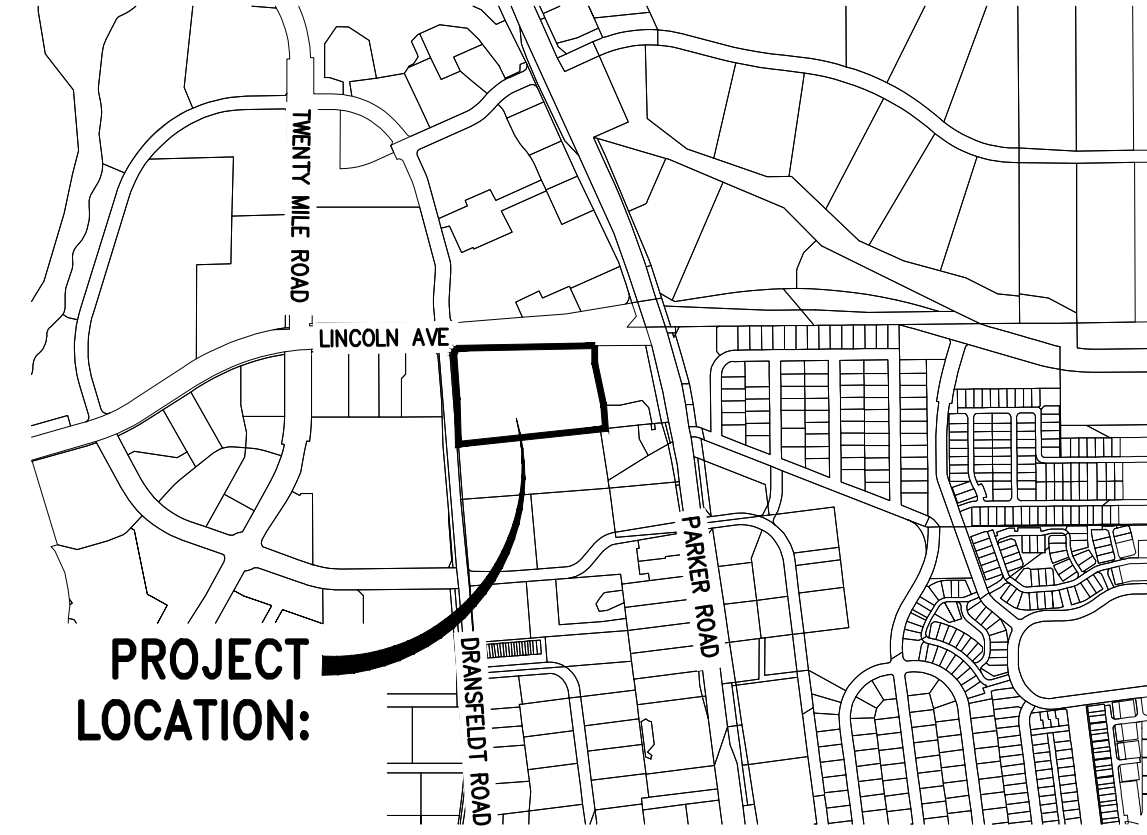 TWENTY MILE ROAD
LINCOLN AVE
PARKER ROAD
PROJECT
LOCATION:
DRANSFELDT ROAD